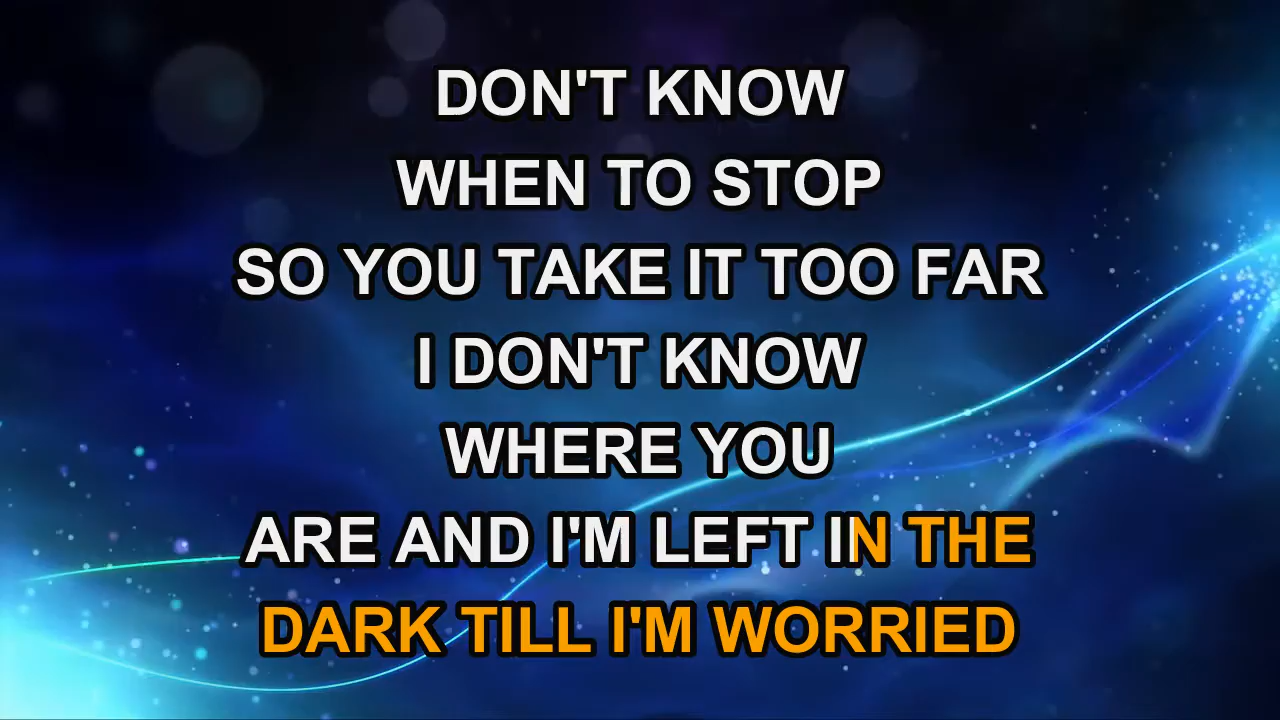 DON'T KNOW
WHEN TO STOP
SO YOU TAKE IT TOO FAR
I DON'T KNOW
WHERE YOU
ARE AND I'M LEFT IN THE
DARK TILL I'M WORRIED